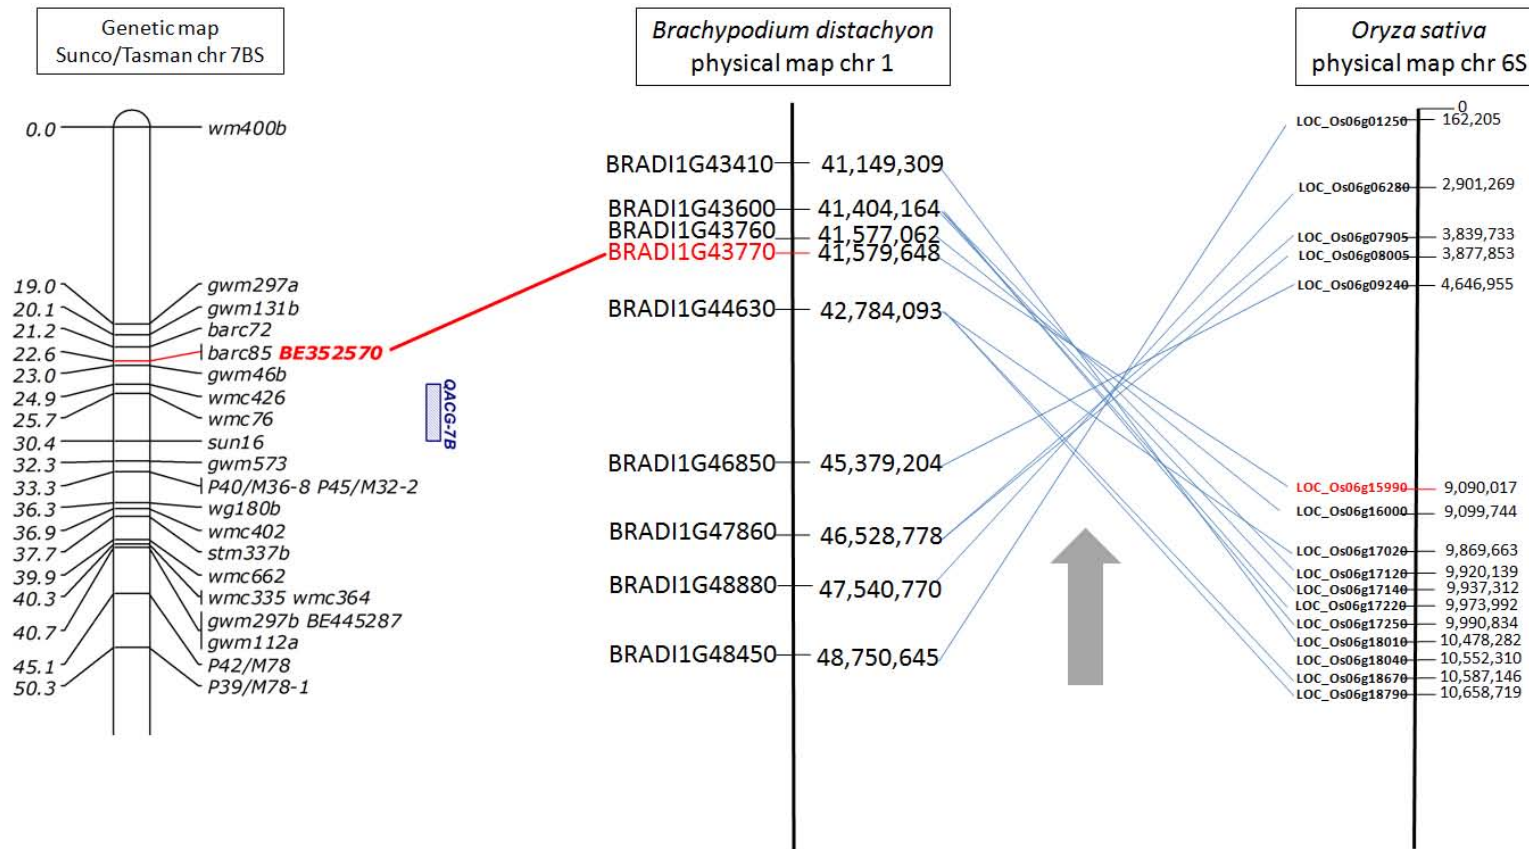 Genetic map
Sunco/Tasman chr 7BS
Brachypodium distachyon
physical map chr 1
Oryza sativa
physical map chr 6S
0.0 wm400b
19.0 gwm297a
20.1 gwm131b
21.2 barc72
22.6 barc85 BE352570
23.0 gwm46b
24.9 wmc426
25.7 wmc76
30.4 sun16
32.3 gwm573
33.3 P40/M36-8 P45/M32-2
36.3 wg180b
36.9 wmc402
37.7 stm337b
39.9 wmc662
40.3 wmc335 wmc364
gwm297b BE445287
40.7 gwm112a
45.1 P42/M78
50.3 P39/M78-1
QACG-7B
BRADI1G43410 41,149,309
BRADI1G43600 41,404,164
BRADI1G43760 41,577,062
BRADI1G43770 41,579,648
BRADI1G44630 42,784,093
BRADI1G46850 45,379,204
BRADI1G47860 46,528,778
BRADI1G48880 47,540,770
BRADI1G48450 48,750,645
0
LOC_Os06g01250 162,205
LOC_Os06g06280 2,901,269
LOC_Os06g07905 3,839,733
LOC_Os06g08005 3,877,853
LOC_Os06g09240 4,646,955
LOC_Os06g15990 9,090,017
LOC_Os06g16000 9,099,744
LOC_Os06g17020 9,869,663
LOC_Os06g17120 9,920,139
LOC_Os06g17140 9,937,312
LOC_Os06g17220 9,973,992
LOC_Os06g17250 9,990,834
LOC_Os06g18010 10,478,282
LOC_Os06g18040 10,552,310
LOC_Os06g18670 10,587,146
LOC_Os06g18790 10,658,719